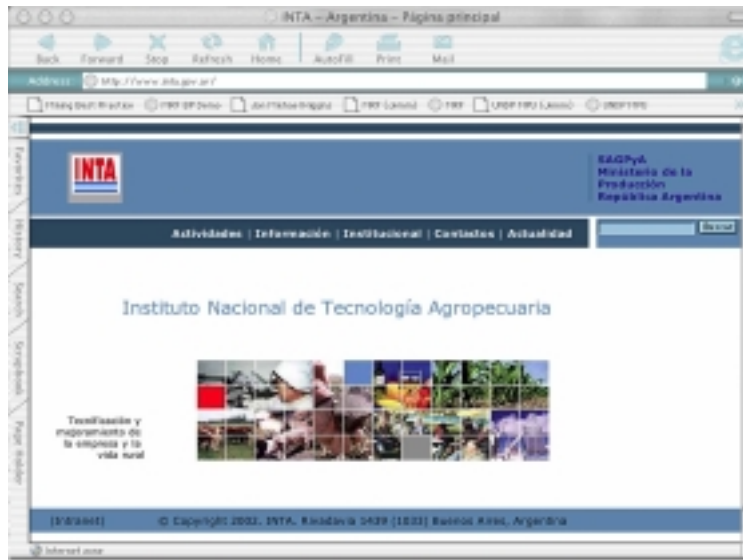 INTA – Argentina – Página principal
Back Forward Stop Refresh Home AutoFill Print Mail
Address: http://www.inta.gov.ar/
Favorites
History
Search
Scrapbook
Page Holder
INTA
SAGPyA
Ministerio de la
Producción
República Argentina
Actividades | Información | Institucional | Contactos | Actualidad
Buscar
Instituto Nacional de Tecnología Agropecuaria
Tecnificación y
mejoramiento de
la empresa y la
vida rural
(Intranet) © Copyright 2002. INTA. Rivadavia 1439 (1033) Buenos Aires, Argentina
Internet zone